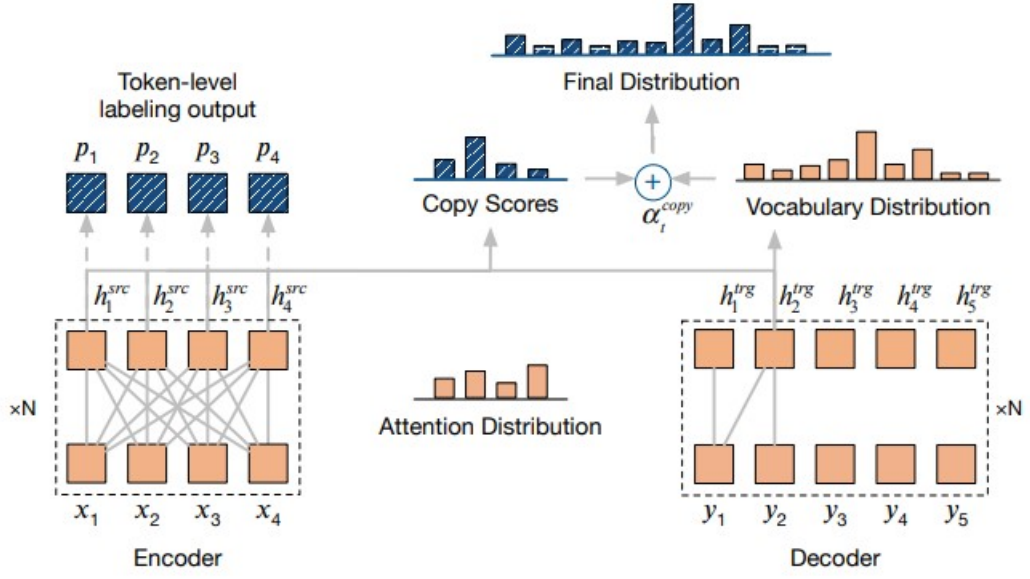 Final Distribution
Token-level
labeling output
p₁ p₂ p₃ p₄
Copy Scores
+
α_t^{copy}
Vocabulary Distribution
h₁^{src} h₂^{src} h₃^{src} h₄^{src}
h₁^{trg} h₂^{trg} h₃^{trg} h₄^{trg} h₅^{trg}
×N
Attention Distribution
×N
x₁ x₂ x₃ x₄
Encoder
y₁ y₂ y₃ y₄ y₅
Decoder